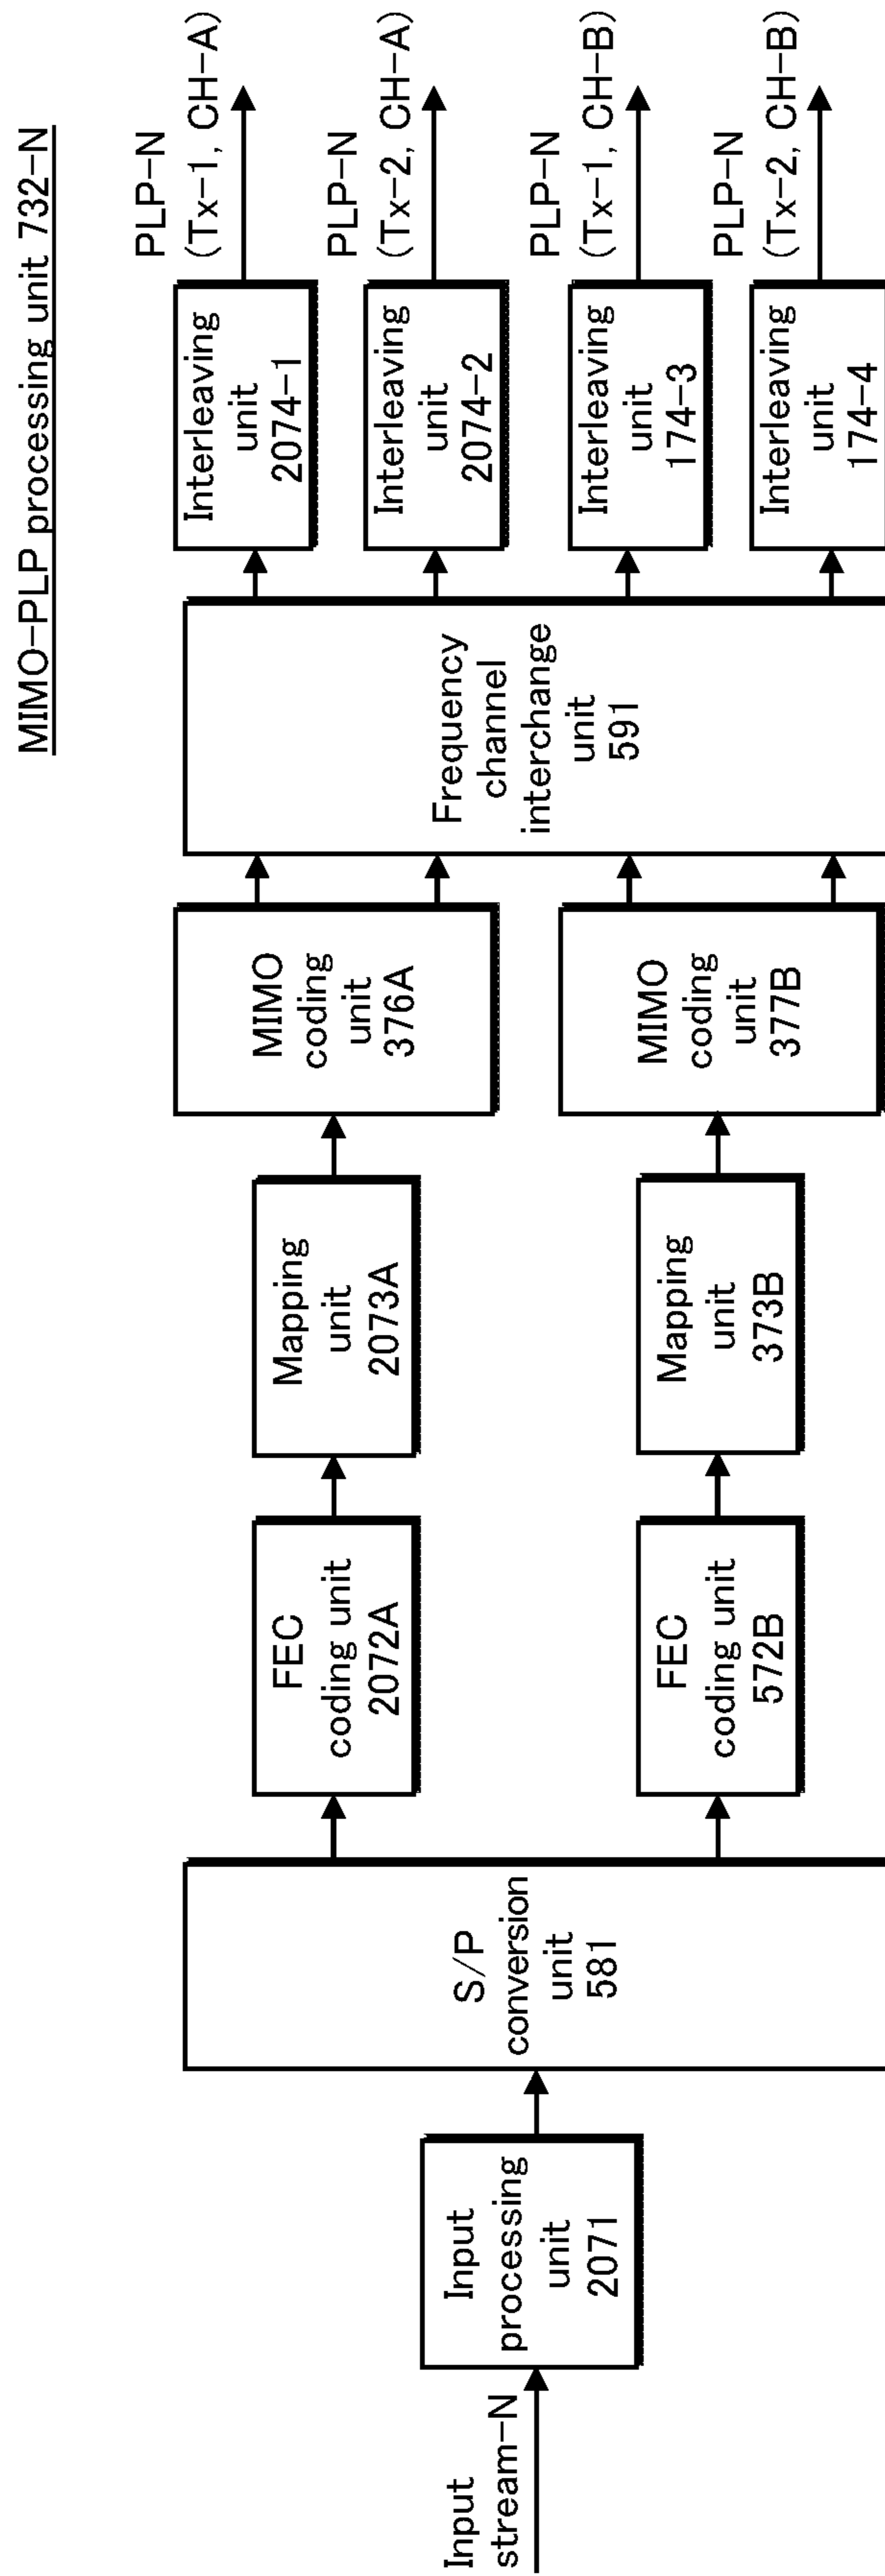 MIMO-PLP processing unit 732-N
Input
stream-N
Input
processing
unit
2071
S/P
conversion
unit
581
FEC
coding unit
2072A
Mapping
unit
2073A
MIMO
coding
unit
376A
FEC
coding unit
572B
Mapping
unit
373B
MIMO
coding
unit
377B
Frequency
channel
interchange
unit
591
Interleaving
unit
2074-1
PLP-N
(Tx-1, CH-A)
Interleaving
unit
2074-2
PLP-N
(Tx-2, CH-A)
Interleaving
unit
174-3
PLP-N
(Tx-1, CH-B)
Interleaving
unit
174-4
PLP-N
(Tx-2, CH-B)